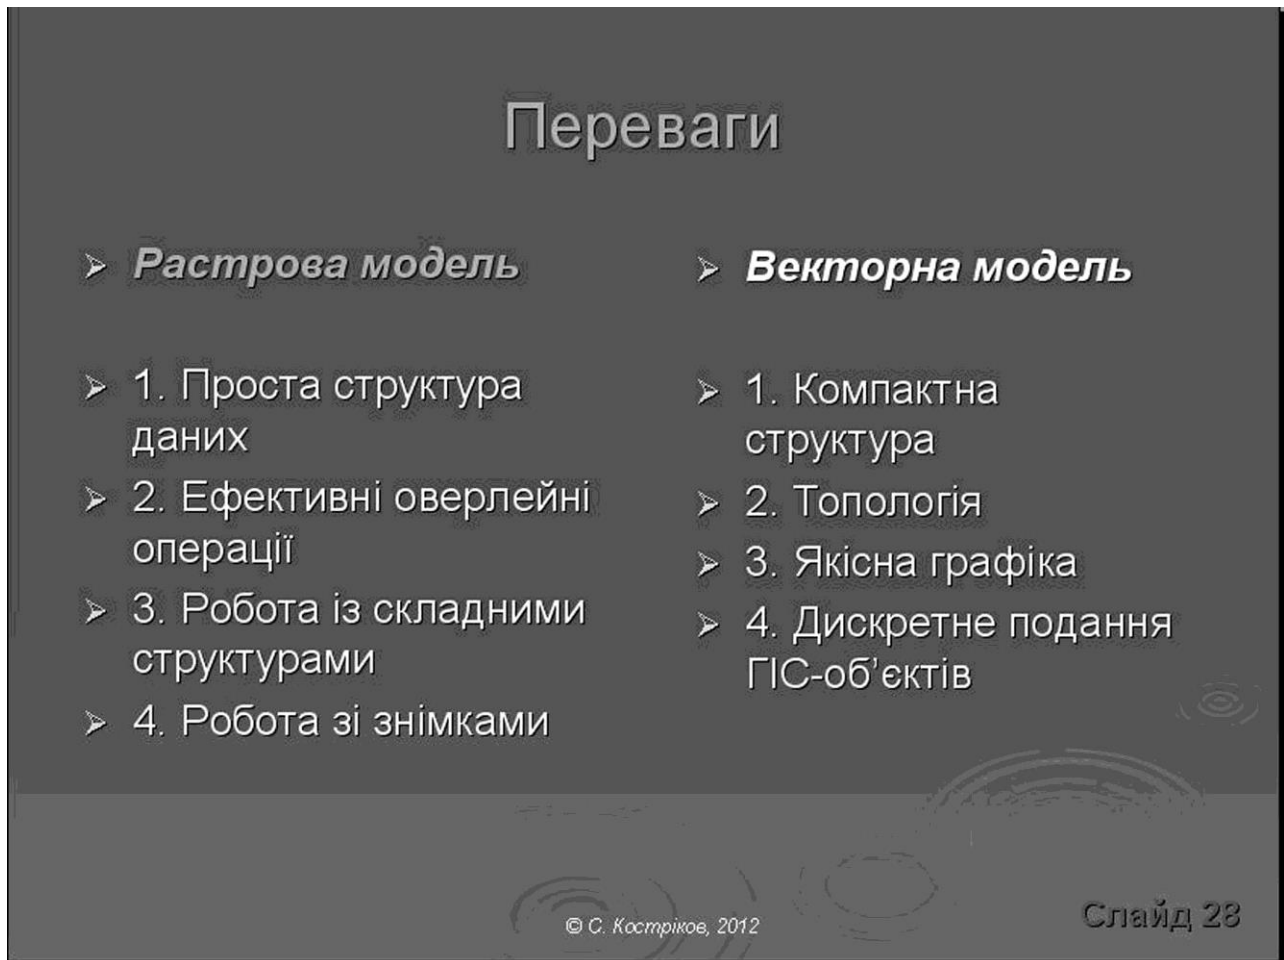 Переваги
➢ Растрова модель
➢ 1. Проста структура
даних
➢ 2. Ефективні оверлейні
операції
➢ 3. Робота із складними
структурами
➢ 4. Робота зі знімками
➢ Векторна модель
➢ 1. Компактна
структура
➢ 2. Топологія
➢ 3. Якісна графіка
➢ 4. Дискретне подання
ГІС-об’єктів
© С. Костріков, 2012
Слайд 28